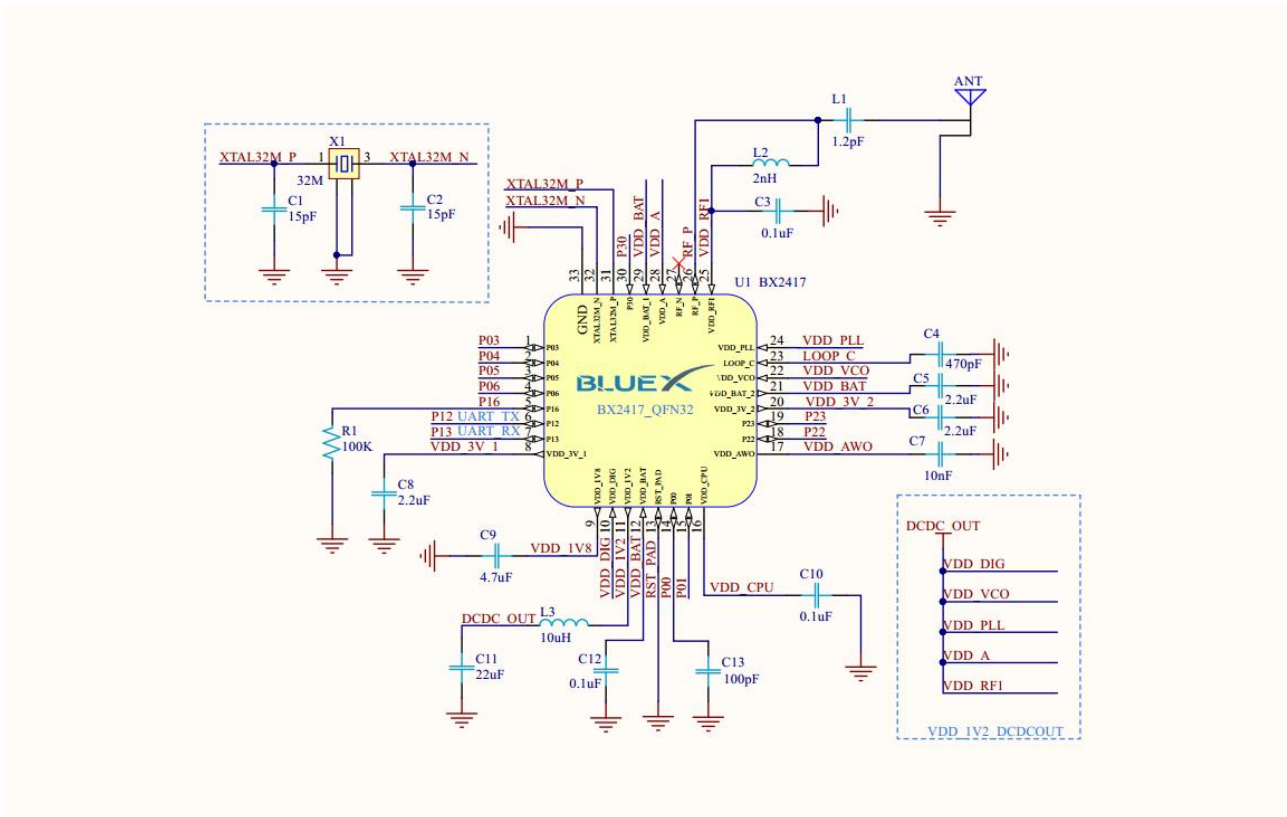 ANT
L1
1.2pF
L2
2nH
C3
0.1uF
X1
XTAL32M_P
1
3
XTAL32M_N
32M
C1
15pF
C2
15pF
XTAL32M_P
XTAL32M_N
P30
VDD_BAT
VDD_A
RF_P
VDD_RF1
33
32
31
30
29
28
27
26
25
U1 BX2417
GND
XTAL32M_N
XTAL32M_P
P30
VDD_BAT_1
VDD_A
RF_N
RF_P
VDD_RF1
P03
1
P03
P04
2
P04
P05
3
P05
P06
4
P06
P16
5
P16
P12 UART_TX
6
P12
P13 UART_RX
7
P13
VDD_3V_1
8
VDD_3V_1
BLUEX
BX2417_QFN32
VDD_PLL
24
VDD_PLL
LOOP_C
23
LOOP_C
VDD_VCO
22
VDD_VCO
VDD_BAT_2
21
VDD_BAT
VDD_3V_2
20
VDD_3V_2
P23
19
P23
P22
18
P22
VDD_AWO
17
VDD_AWO
C4
470pF
C5
2.2uF
C6
2.2uF
C7
10nF
R1
100K
C8
2.2uF
VDD_1V8
VDD_DIG
VDD_1V2
VDD_BAT
RST_PAD
P00
P01
VDD_CPU
9
10
11
12
13
14
15
16
C9
4.7uF
VDD_1V8
VDD_DIG
VDD_1V2
VDD_BAT
RST_PAD
P00
P01
VDD_CPU
C10
0.1uF
DCDC_OUT
L3
10uH
C11
22uF
C12
0.1uF
C13
100pF
DCDC_OUT
VDD_DIG
VDD_VCO
VDD_PLL
VDD_A
VDD_RF1
VDD_1V2_DCDCOUT